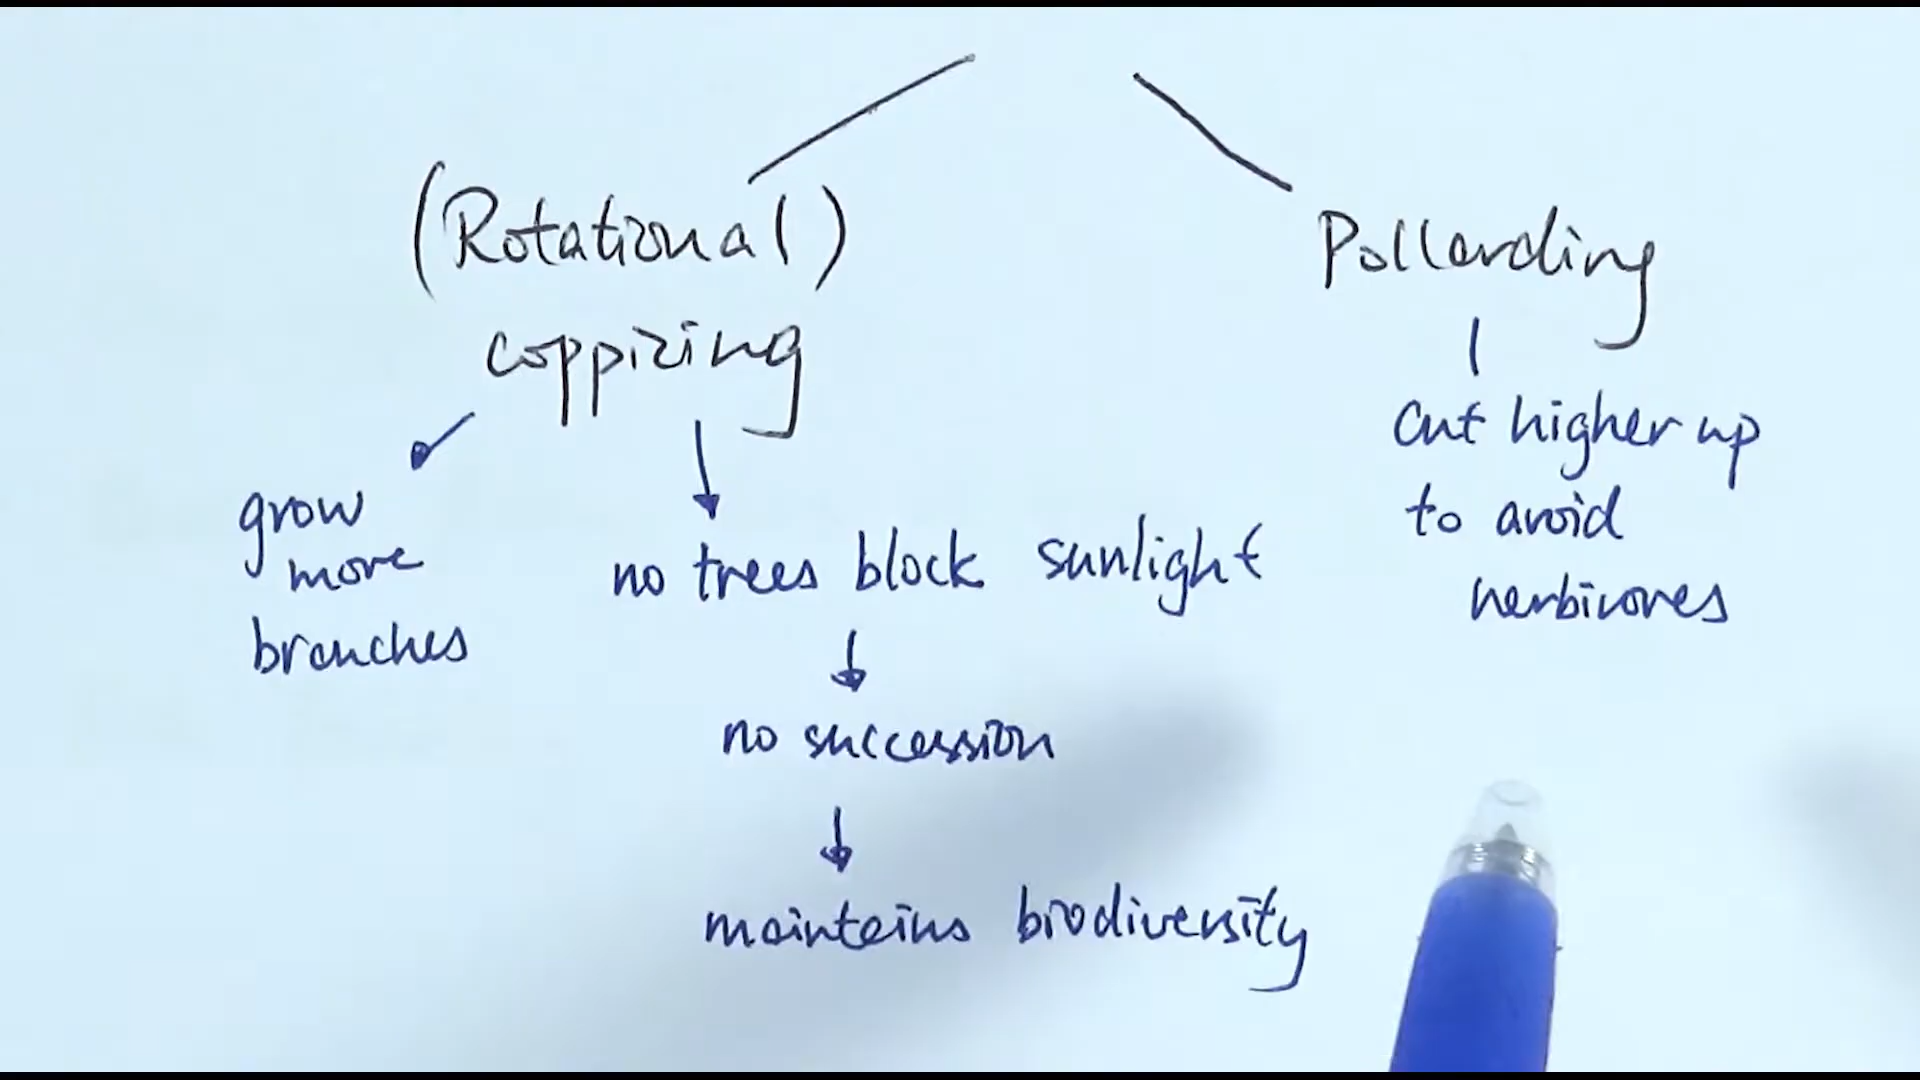 (Rotational)
coppizing
grow
more
branches
no trees block sunlight
no succession
maintains biodiversity
Pollarding
cut higher up
to avoid
herbivores